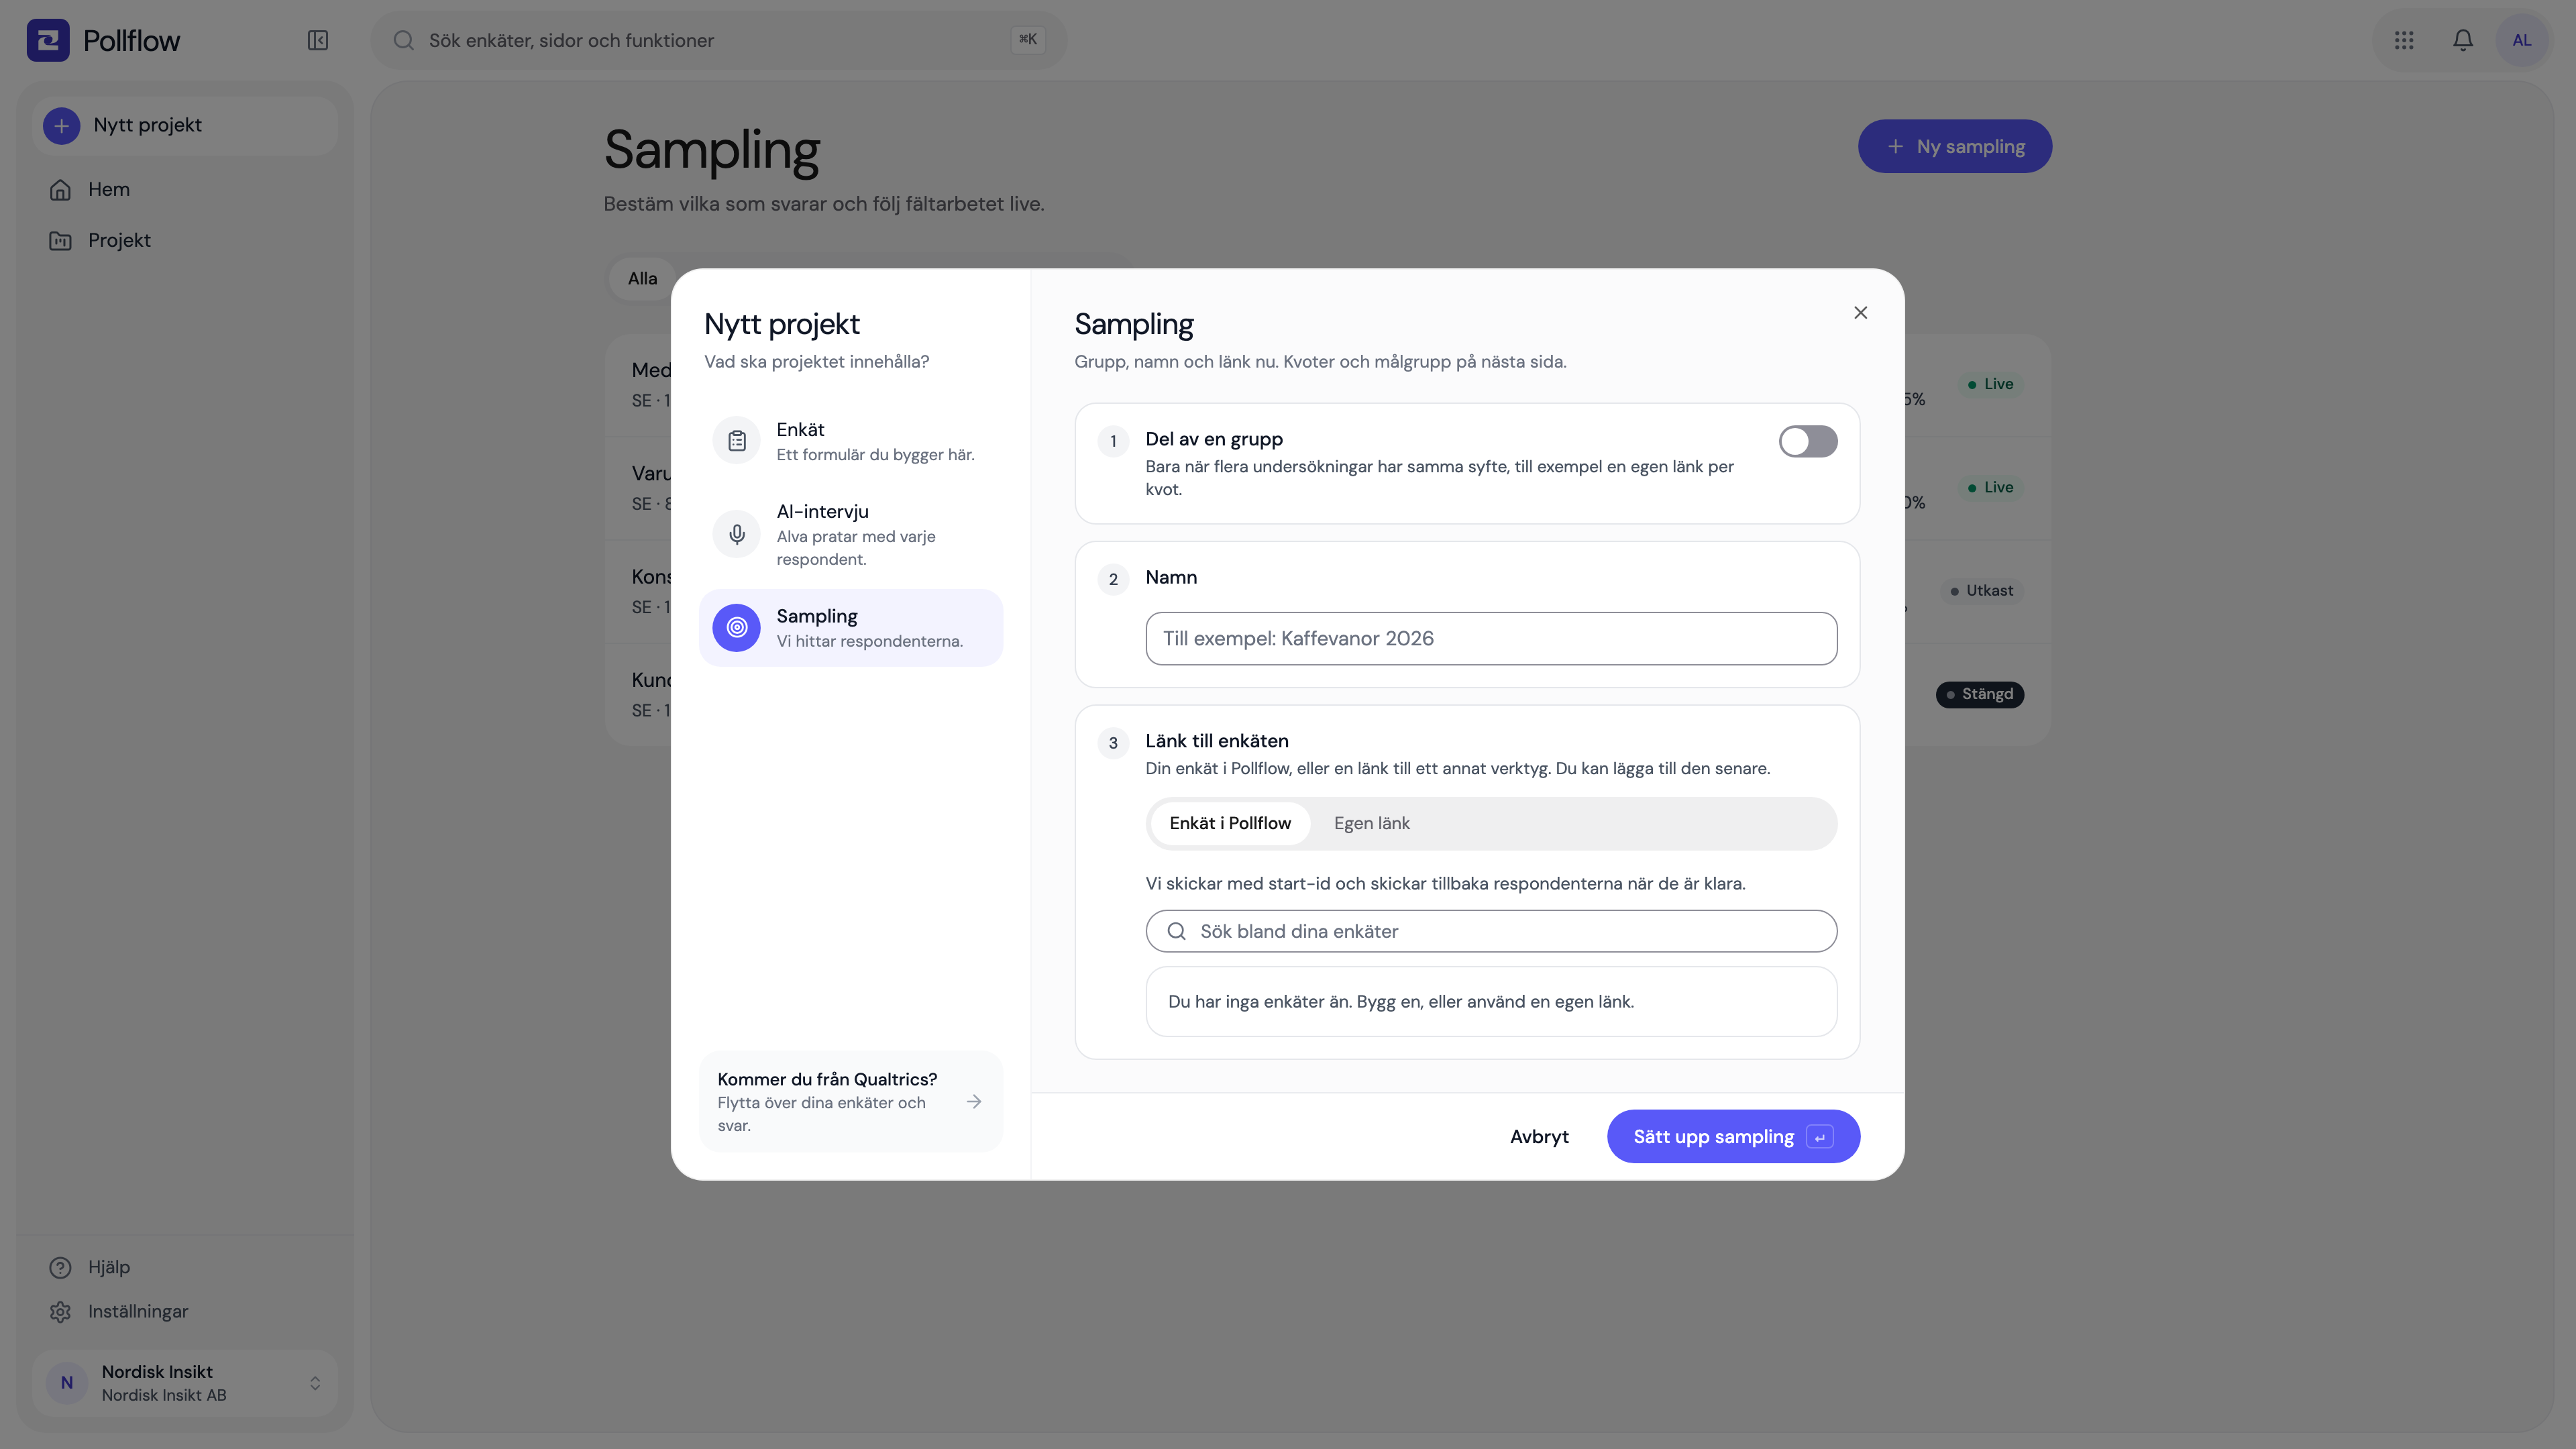 Pollflow
Sök enkäter, sidor och funktioner
⌘K
AL
Nytt projekt
Hem
Projekt
Sampling
Bestäm vilka som svarar och följ fältarbetet live.
Ny sampling
Alla
SE
Live
SE
Live
SE
Utkast
SE
Stängd
Nytt projekt
Vad ska projektet innehålla?
Enkät
Ett formulär du bygger här.
AI-intervju
Alva pratar med varje
respondent.
Sampling
Vi hittar respondenterna.
Kommer du från Qualtrics?
Flytta över dina enkäter och
svar.
Sampling
Grupp, namn och länk nu. Kvoter och målgrupp på nästa sida.
1
Del av en grupp
Bara när flera undersökningar har samma syfte, till exempel en egen länk per
kvot.
2
Namn
Till exempel: Kaffevanor 2026
3
Länk till enkäten
Din enkät i Pollflow, eller en länk till ett annat verktyg. Du kan lägga till den senare.
Enkät i Pollflow
Egen länk
Vi skickar med start-id och skickar tillbaka respondenterna när de är klara.
Sök bland dina enkäter
Du har inga enkäter än. Bygg en, eller använd en egen länk.
Avbryt
Sätt upp sampling
Hjälp
Inställningar
N
Nordisk Insikt
Nordisk Insikt AB